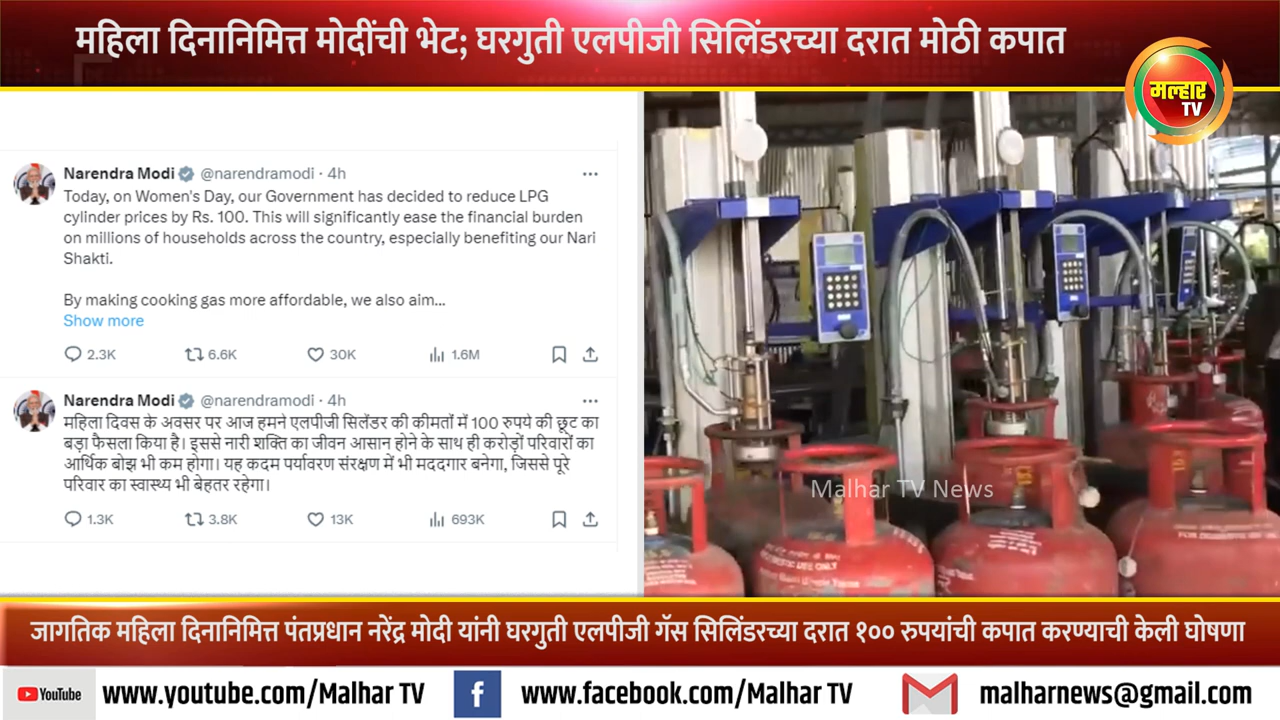 महिला दिनानिमित्त मोदींची भेट; घरगुती एलपीजी सिलिंडरच्या दरात मोठी कपात
मल्हार
TV
Narendra Modi @narendramodi · 4h
Today, on Women's Day, our Government has decided to reduce LPG
cylinder prices by Rs. 100. This will significantly ease the financial burden
on millions of households across the country, especially benefiting our Nari
Shakti.
By making cooking gas more affordable, we also aim...
Show more
2.3K 6.6K 30K 1.6M
Narendra Modi @narendramodi · 4h
महिला दिवस के अवसर पर आज हमने एलपीजी सिलेंडर की कीमतों में 100 रुपये की छूट का
बड़ा फैसला किया है। इससे नारी शक्ति का जीवन आसान होने के साथ ही करोड़ों परिवारों का
आर्थिक बोझ भी कम होगा। यह कदम पर्यावरण संरक्षण में भी मददगार बनेगा, जिससे पूरे
परिवार का स्वास्थ्य भी बेहतर रहेगा।
1.3K 3.8K 13K 693K
Malhar TV News
जागतिक महिला दिनानिमित्त पंतप्रधान नरेंद्र मोदी यांनी घरगुती एलपीजी गॅस सिलिंडरच्या दरात १०० रुपयांची कपात करण्याची केली घोषणा
YouTube www.youtube.com/Malhar TV f www.facebook.com/Malhar TV malharnews@gmail.com